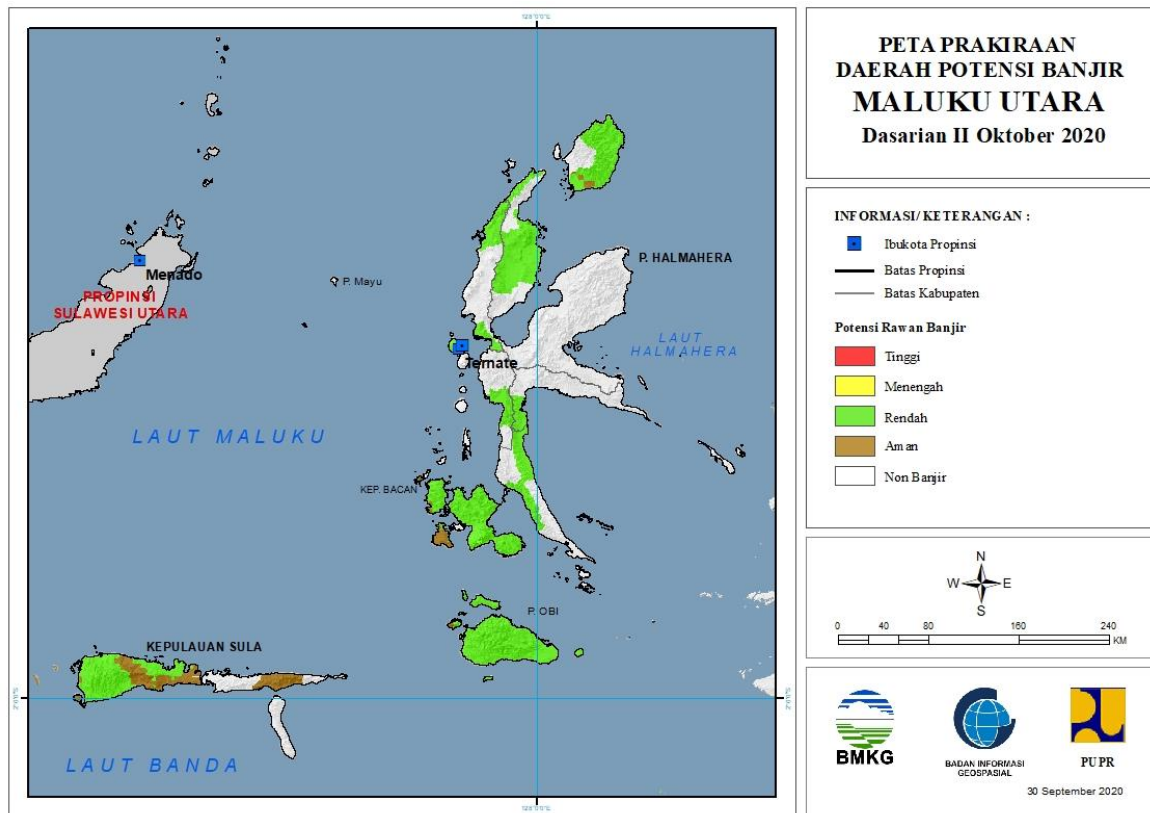 PETA PRAKIRAAN
DAERAH POTENSI BANJIR
MALUKU UTARA
Dasarian II Oktober 2020
INFORMASI/ KETERANGAN :
Ibukota Propinsi
Batas Propinsi
Batas Kabupaten
Potensi Rawan Banjir
Tinggi
Menengah
Rendah
Aman
Non Banjir
N
W E
S
0 40 80 160 240
KM
BMKG
BADAN INFORMASI
GEOSPASIAL
PUPR
30 September 2020
Menado
PROPINSI
SULAWESI UTARA
P. Mayu
P. HALMAHERA
LAUT
HALMAHERA
Ternate
LAUT MALUKU
KEP. BACAN
P. OBI
KEPULAUAN SULA
LAUT BANDA